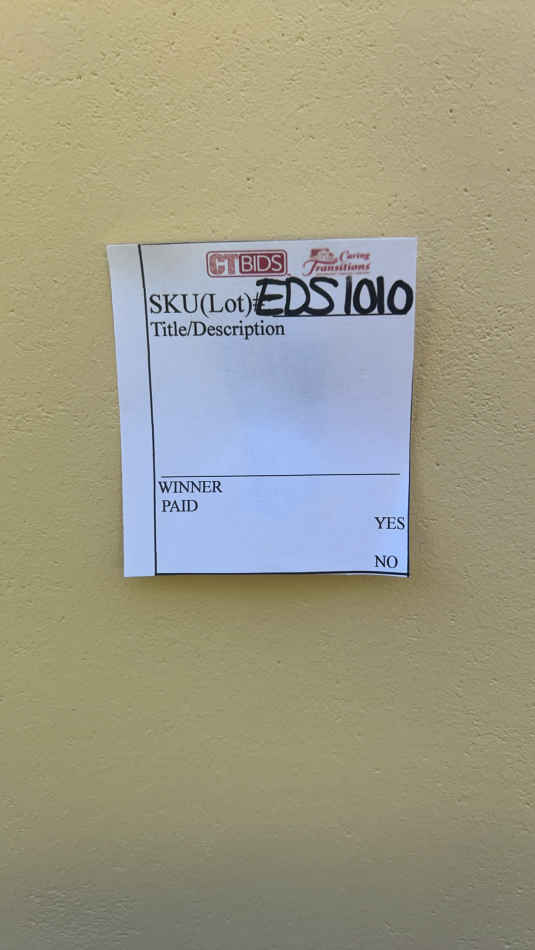 CTBIDS
Caring
Transitions
SKU(Lot)# EDS1010
Title/Description
WINNER
PAID
YES
NO